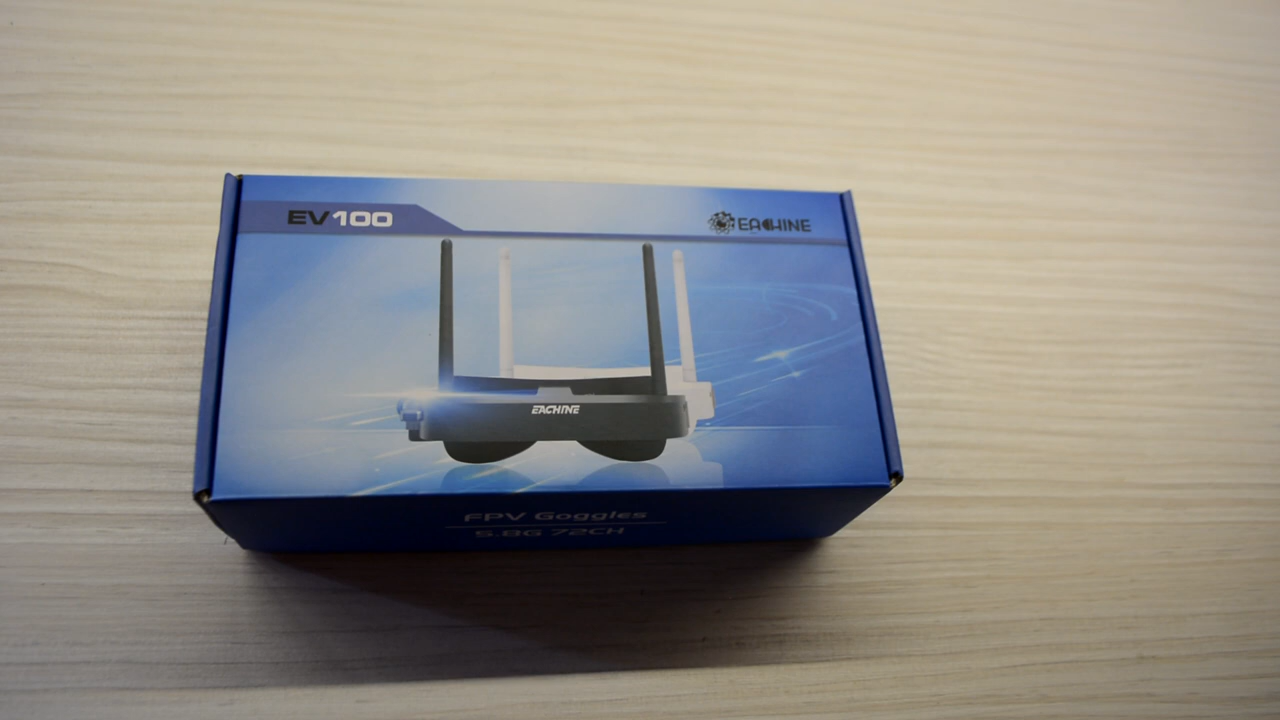 EV100
EACHINE
EACHINE
FPV Goggles
5.8G 72CH